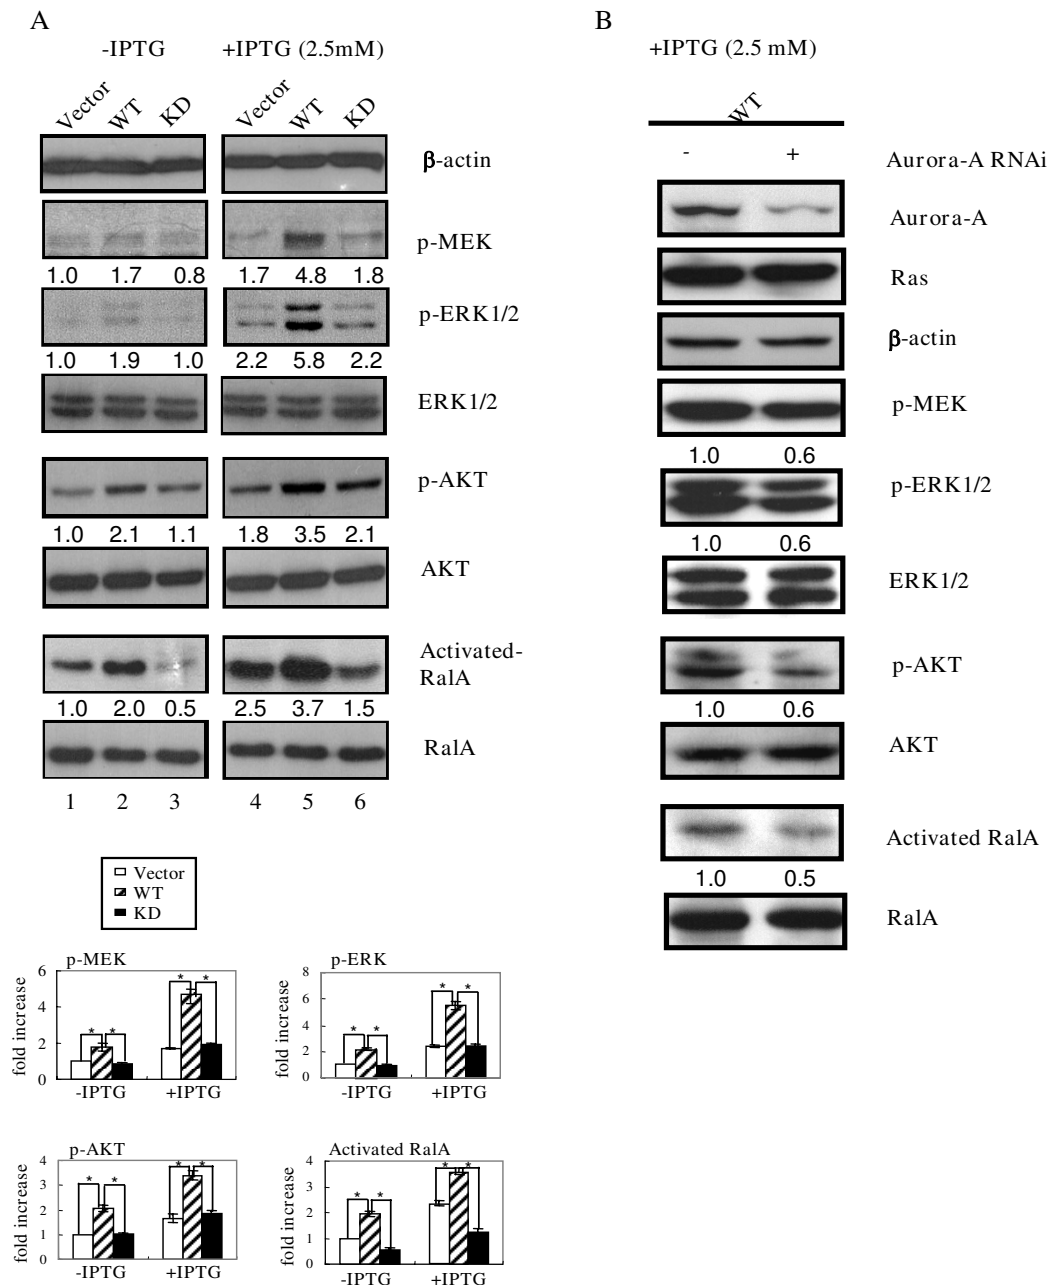 A
-IPTG +IPTG (2.5mM)
Vector WT KD Vector WT KD
β-actin
p-MEK
1.0 1.7 0.8 1.7 4.8 1.8
p-ERK1/2
1.0 1.9 1.0 2.2 5.8 2.2
ERK1/2
p-AKT
1.0 2.1 1.1 1.8 3.5 2.1
AKT
Activated-
RalA
1.0 2.0 0.5 2.5 3.7 1.5
RalA
1 2 3 4 5 6
Vector
WT
KD
p-MEK
fold increase
6
4
2
0
* * * *
-IPTG +IPTG
p-ERK
fold increase
8
6
4
2
0
* * * *
-IPTG +IPTG
p-AKT
fold increase
4
3
2
1
0
* * * *
-IPTG +IPTG
Activated RalA
fold increase
4
3
2
1
0
* * * *
-IPTG +IPTG
B
+IPTG (2.5 mM)
WT
- + Aurora-A RNAi
Aurora-A
Ras
β-actin
p-MEK
1.0 0.6
p-ERK1/2
1.0 0.6
ERK1/2
p-AKT
1.0 0.6
AKT
Activated RalA
1.0 0.5
RalA